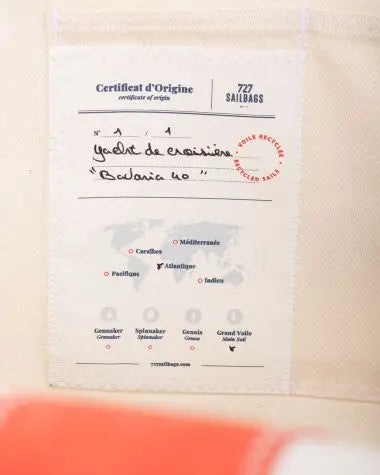 Certificat d'Origine
certificate of origin
727
SAILBAGS
N° 1 / 1
yacht de croisière
"Bavaria 40"
VOILE RECYCLÉE
RECYCLED SAILS
Méditerranée
Caraïbes
Atlantique
Pacifique
Indien
Gennaker Spinnaker Genois Grand Voile
Gennaker Spinnaker Genoa Main Sail
727sailbags.com